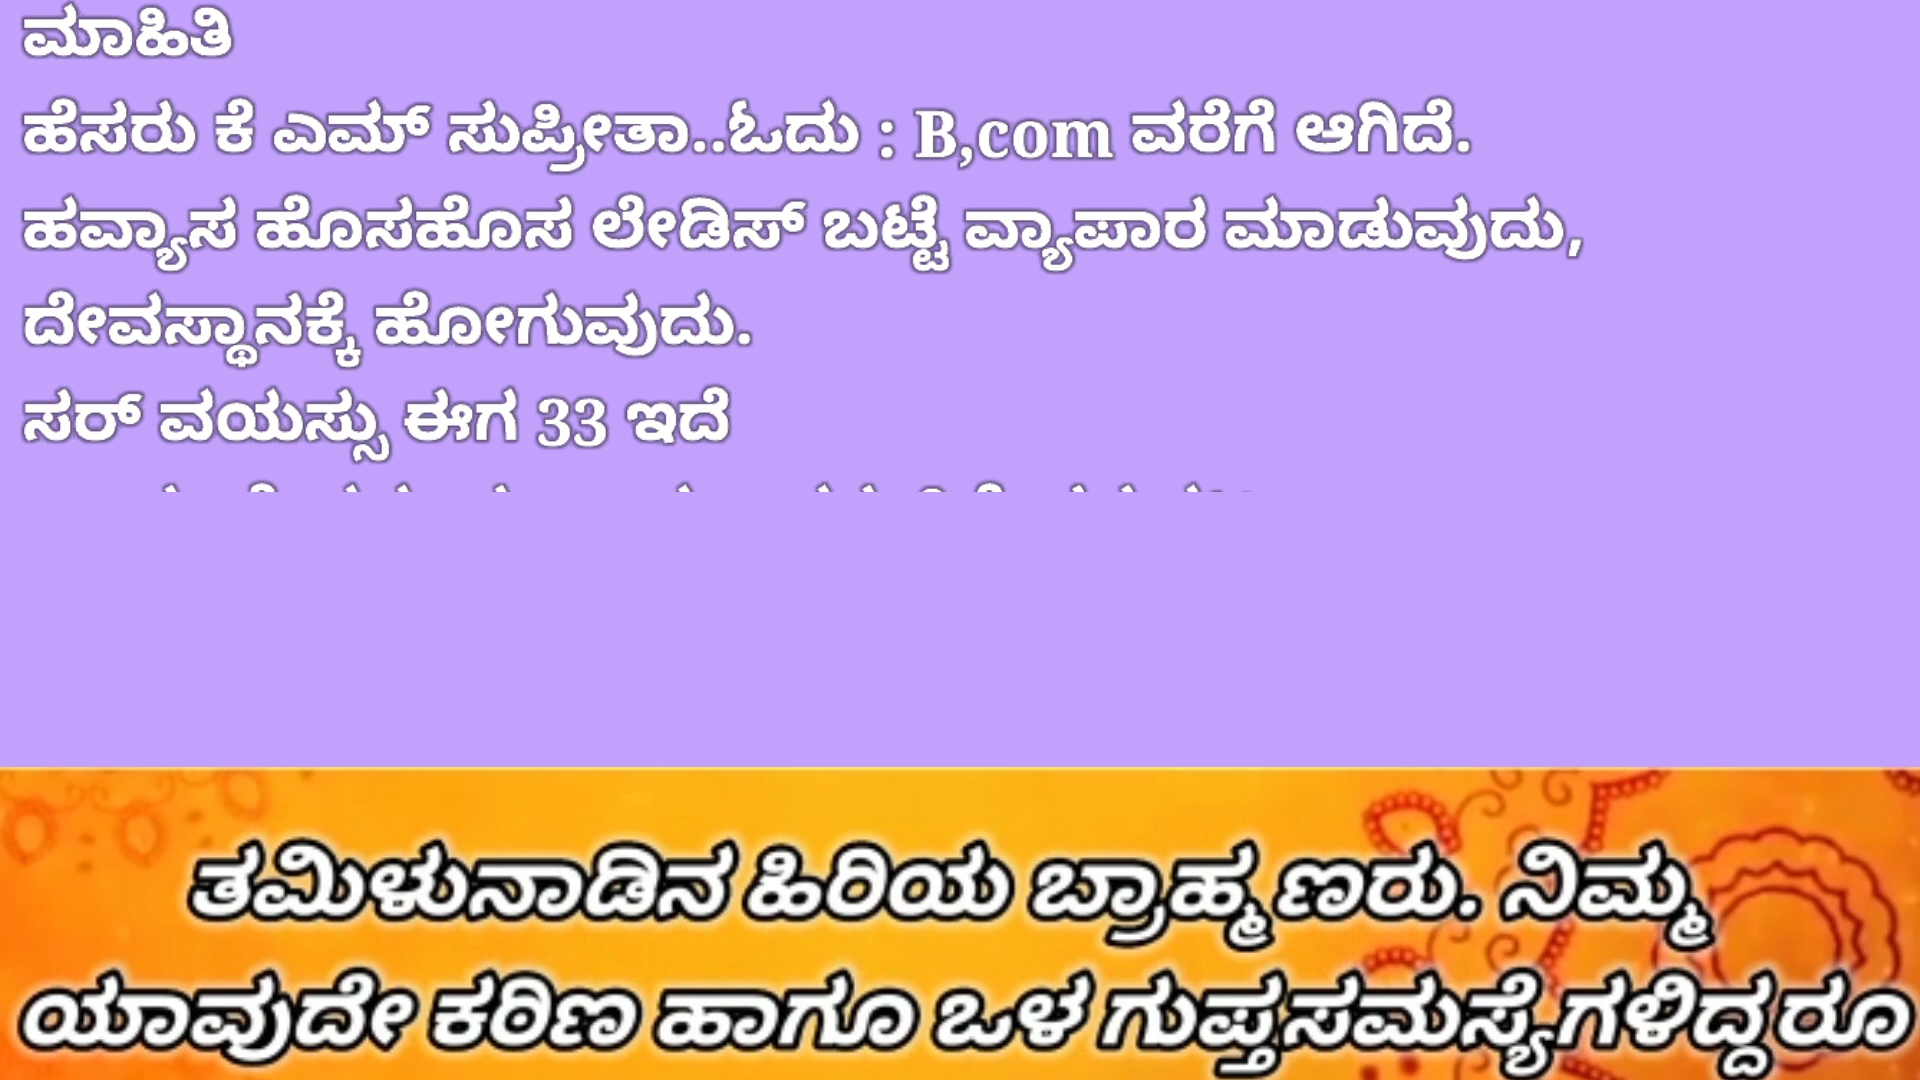 ಮಾಹಿತಿ
ಹೆಸರು ಕೆ ಎಮ್ ಸುಪ್ರೀತಾ..ಓದು : B,com ವರೆಗೆ ಆಗಿದೆ.
ಹವ್ಯಾಸ ಹೊಸಹೊಸ ಲೇಡಿಸ್ ಬಟ್ಟೆ ವ್ಯಾಪಾರ ಮಾಡುವುದು,
ದೇವಸ್ಥಾನಕ್ಕೆ ಹೋಗುವುದು.
ಸರ್ ವಯಸ್ಸು ಈಗ 33 ಇದೆ
ತಮಿಳುನಾಡಿನ ಹಿರಿಯ ಬ್ರಾಹ್ಮಣರು. ನಿಮ್ಮ
ಯಾವುದೇ ಕಠಿಣ ಹಾಗೂ ಒಳ ಗುಪ್ತಸಮಸ್ಯೆಗಳಿದ್ದರೂ